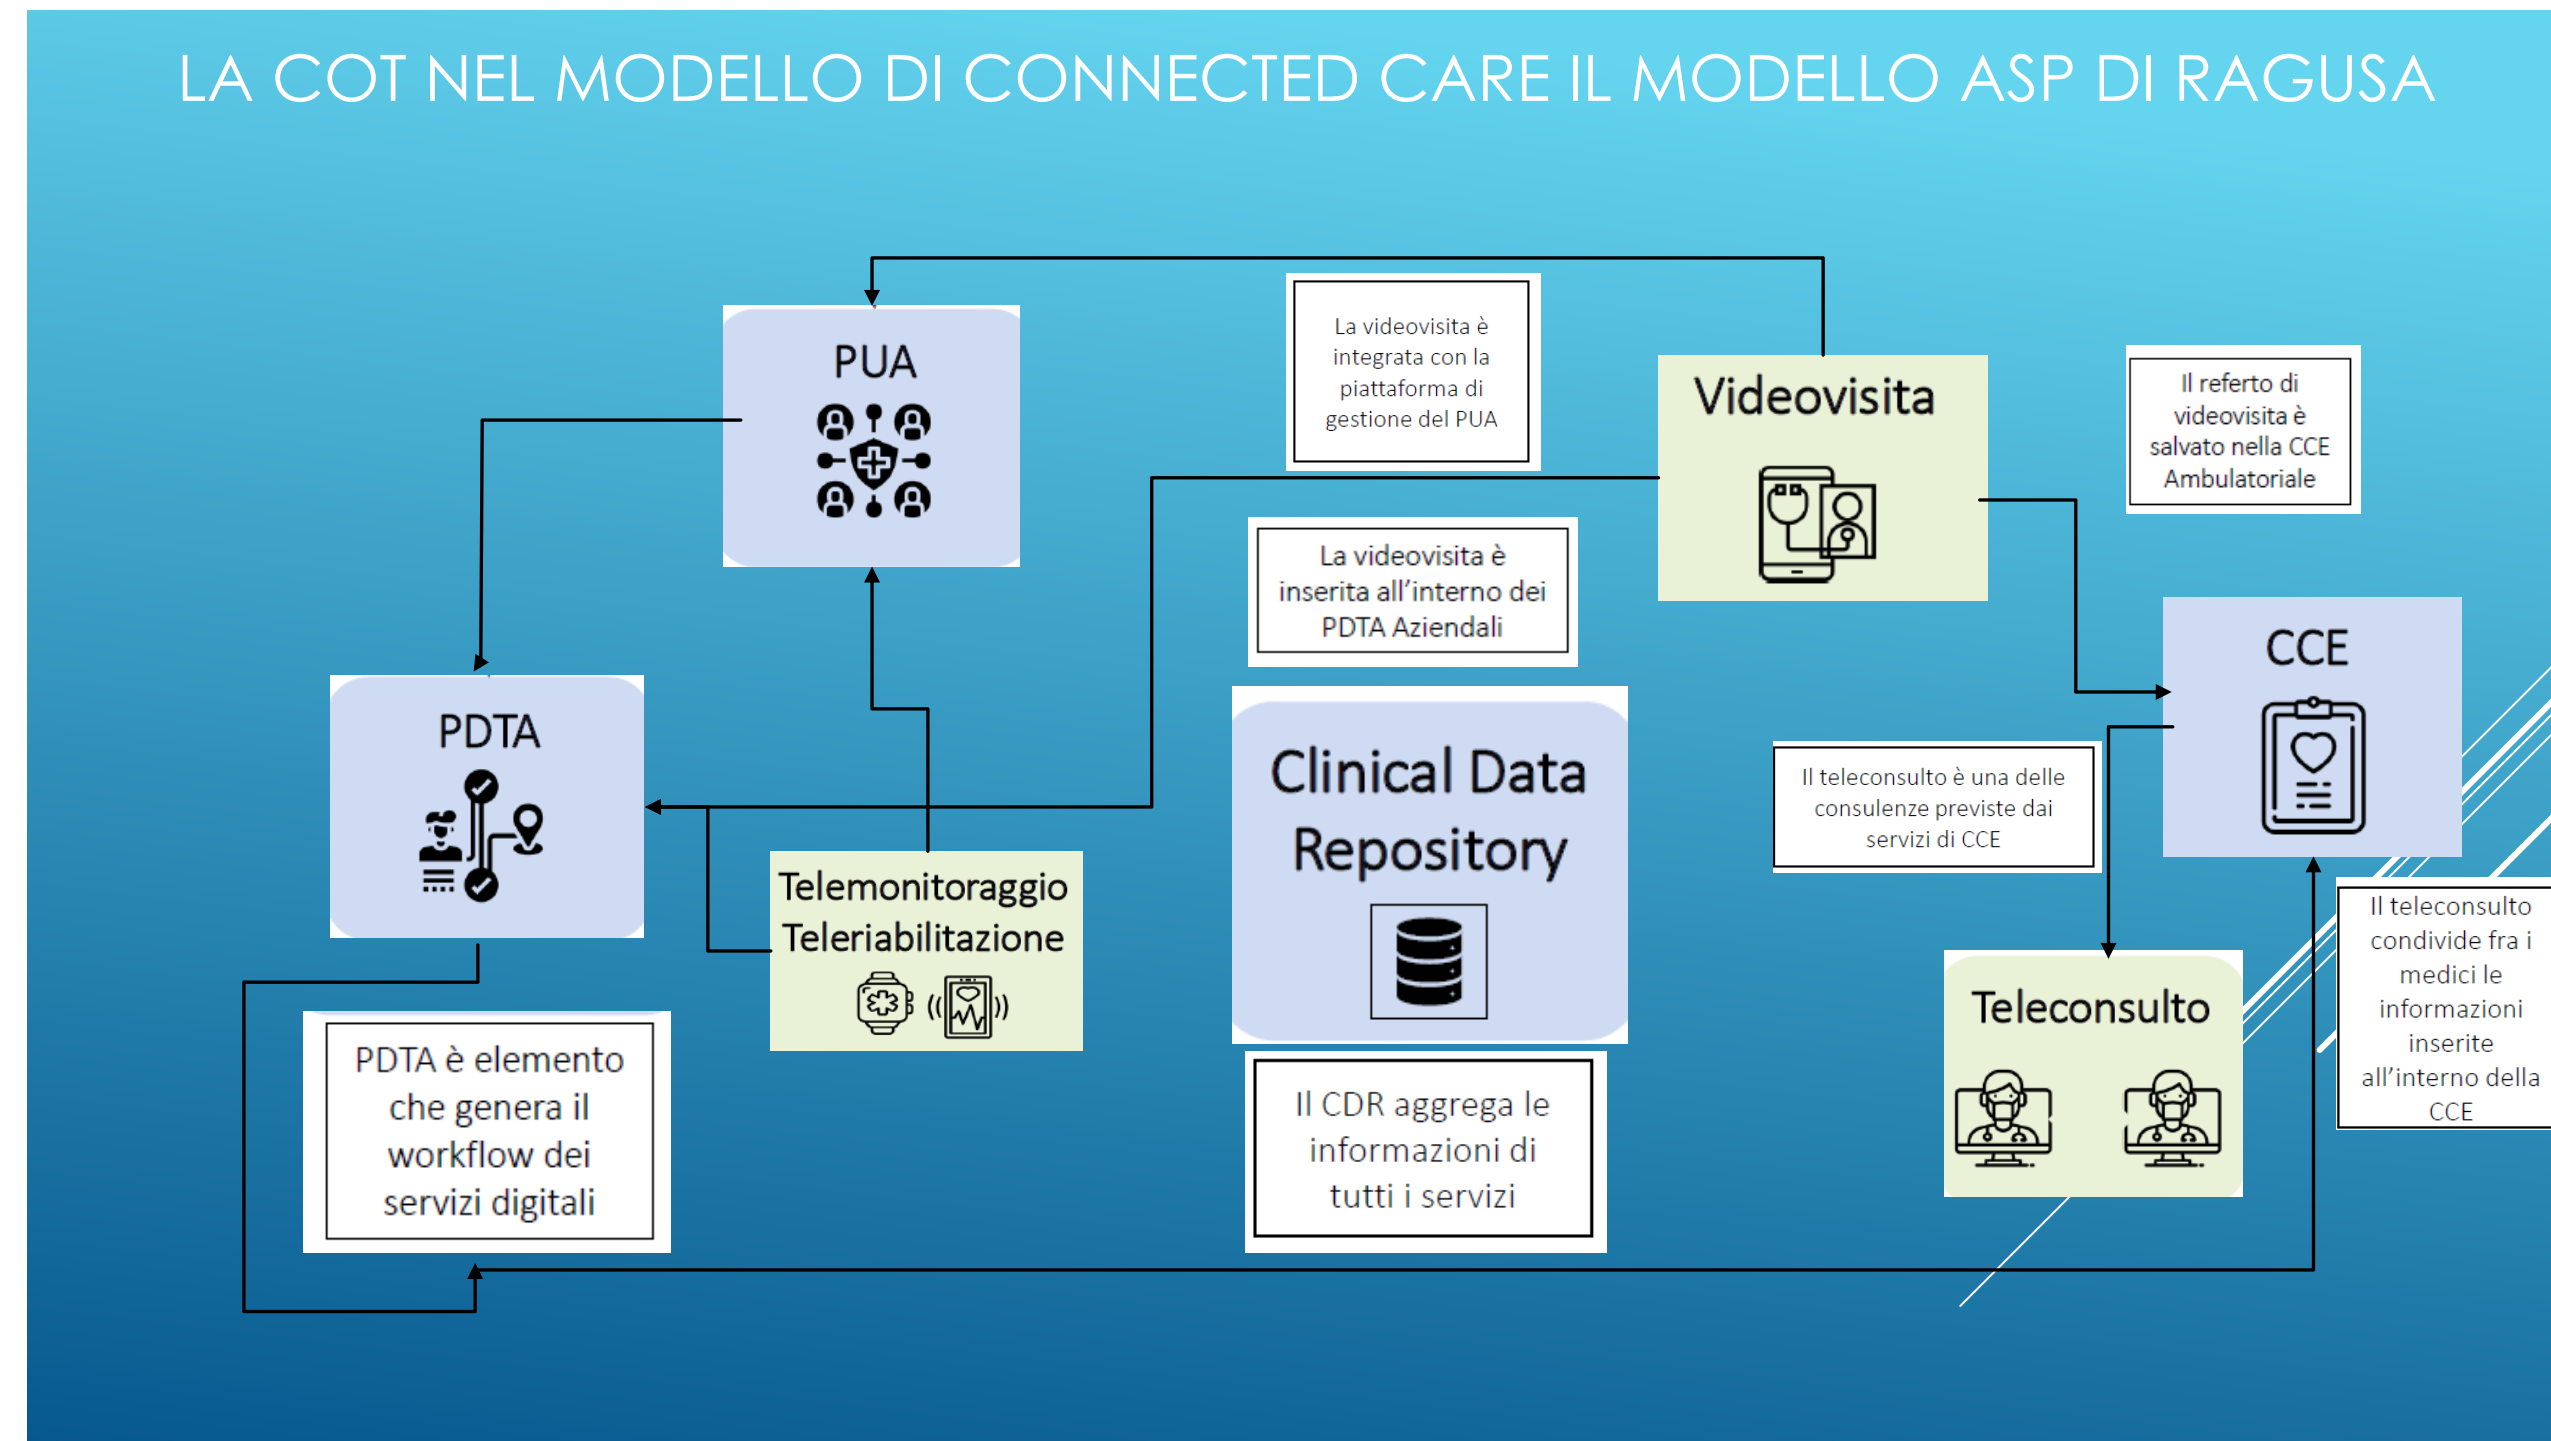 LA COT NEL MODELLO DI CONNECTED CARE IL MODELLO ASP DI RAGUSA
PUA
La videovisita è
integrata con la
piattaforma di
gestione del PUA
Videovisita
Il referto di
videovisita è
salvato nella CCE
Ambulatoriale
La videovisita è
inserita all’interno dei
PDTA Aziendali
CCE
PDTA
Clinical Data
Repository
Il teleconsulto è una delle
consulenze previste dai
servizi di CCE
Telemonitoraggio
Teleriabilitazione
Il teleconsulto
condivide fra i
medici le
informazioni
inserite
all’interno della
CCE
Teleconsulto
PDTA è elemento
che genera il
workflow dei
servizi digitali
Il CDR aggrega le
informazioni di
tutti i servizi